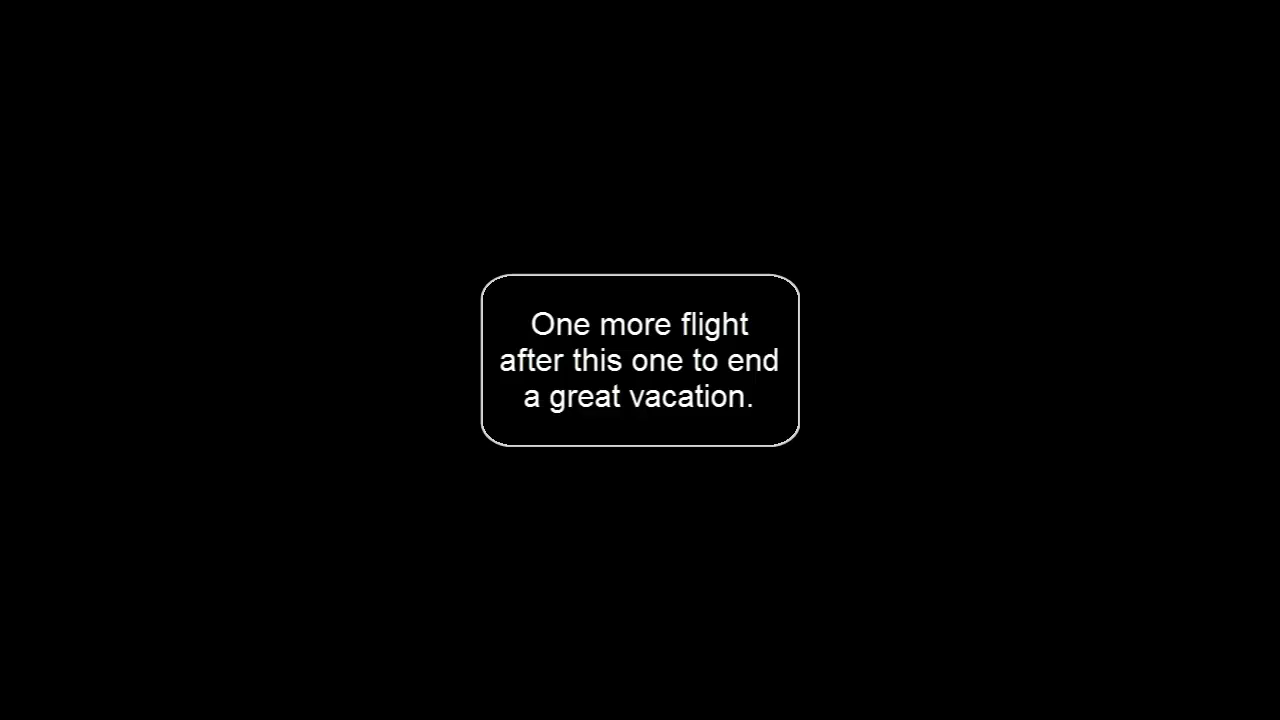 One more flight
after this one to end
a great vacation.